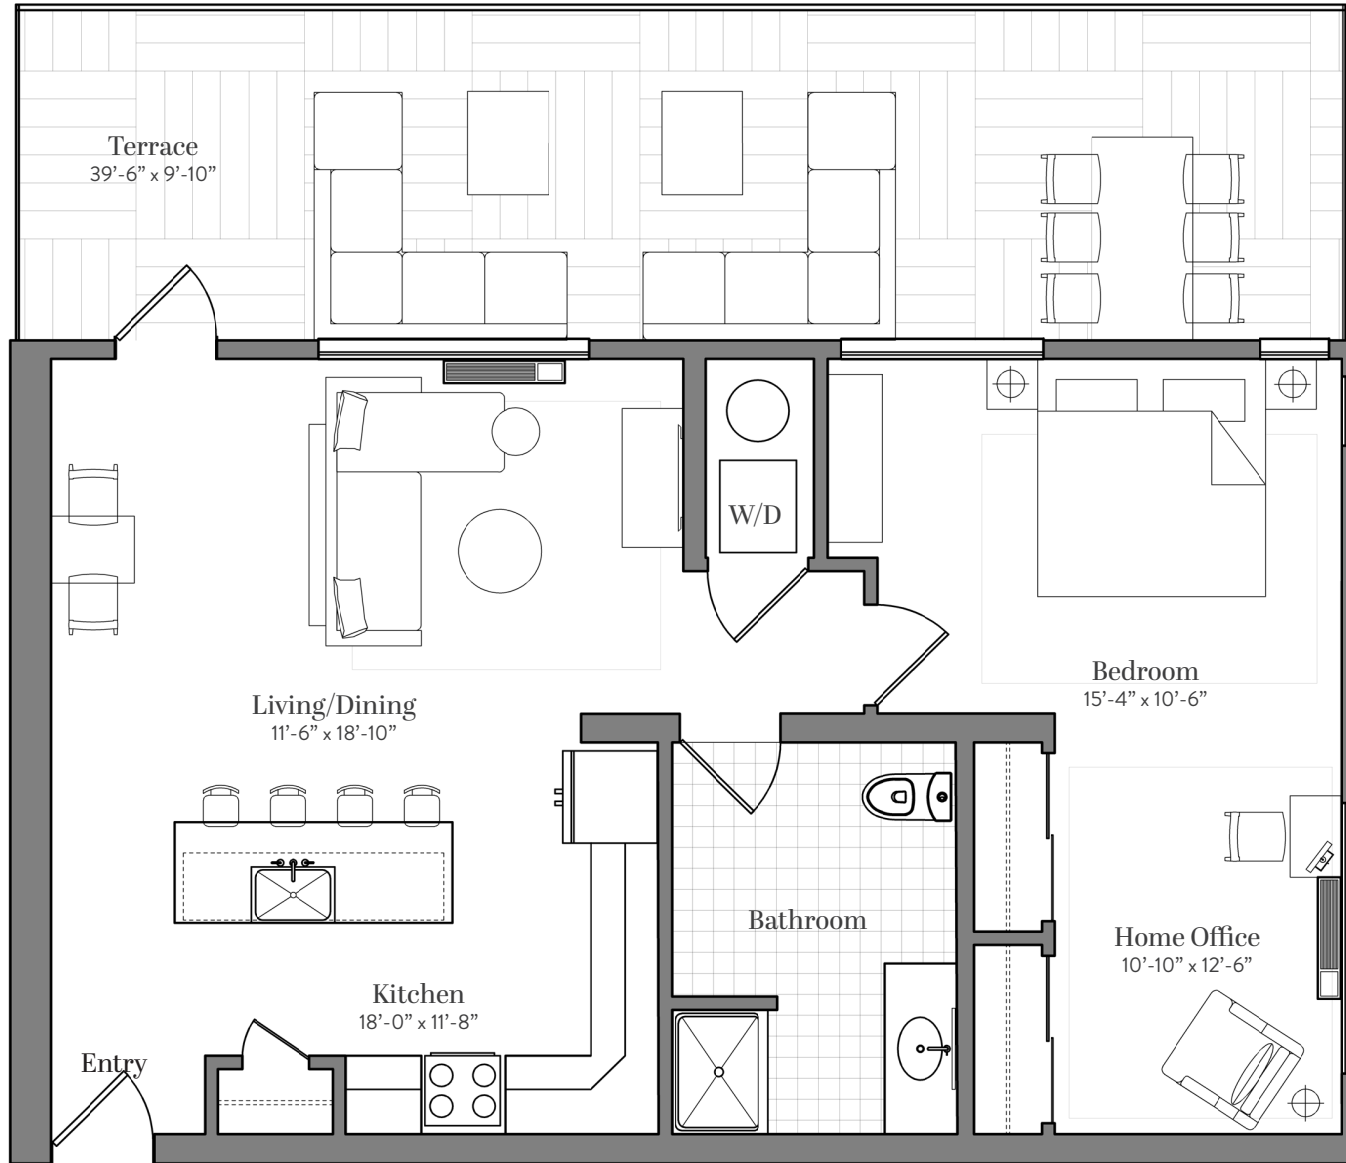 Terrace
39’-6” x 9’-10”
W/D
Bedroom
15’-4” x 10’-6”
Living/Dining
11’-6” x 18’-10”
Bathroom
Home Office
10’-10” x 12’-6”
Kitchen
18’-0” x 11’-8”
Entry